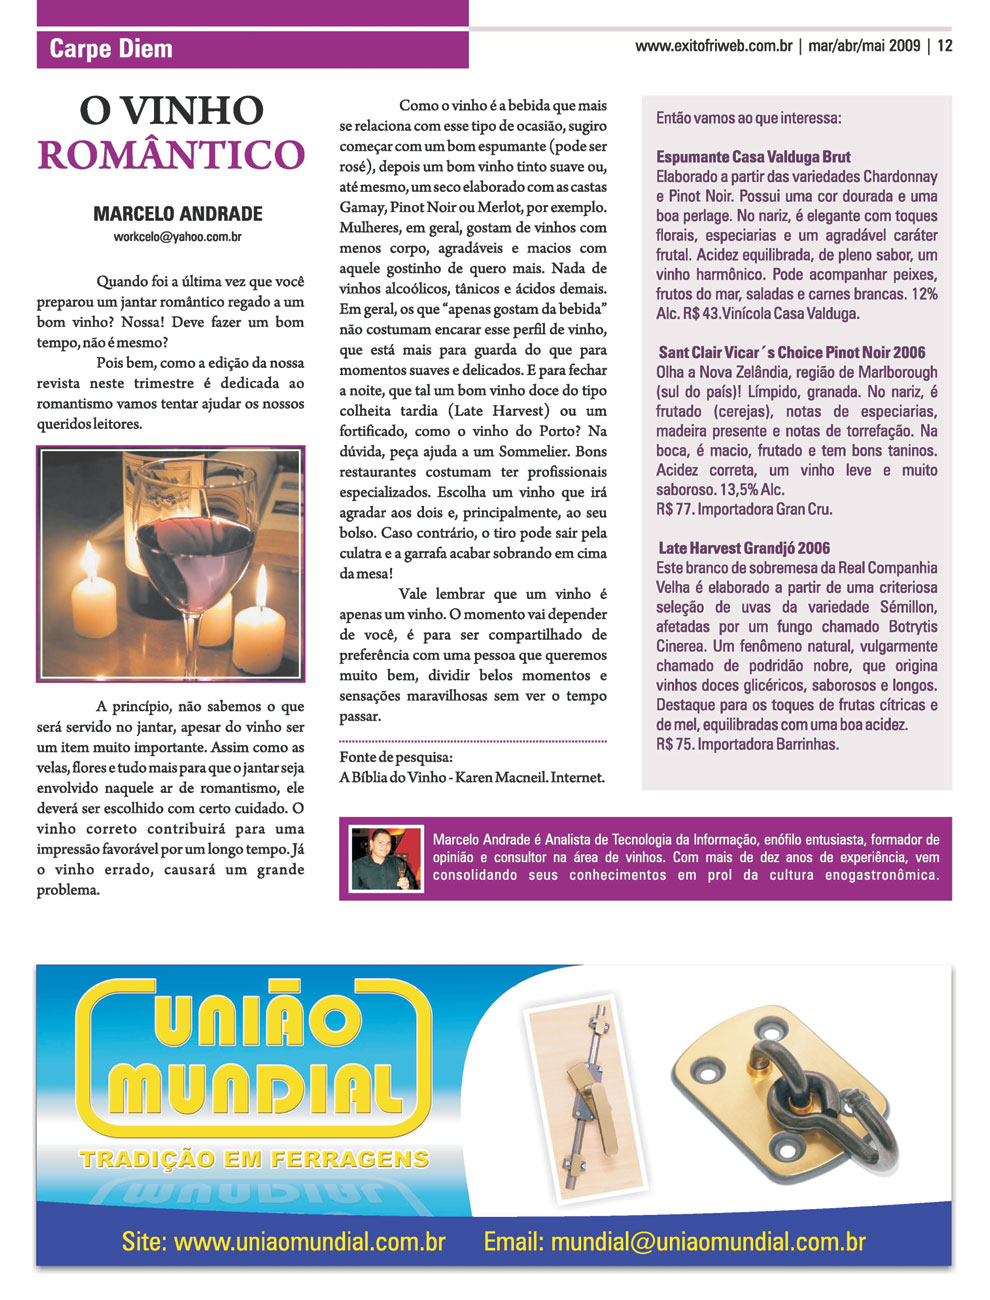 Carpe Diem
www.exitofriweb.com.br | mar/abr/mai 2009 | 12
O VINHO
ROMÂNTICO
MARCELO ANDRADE
workcelo@yahoo.com.br
Quando foi a última vez que você
preparou um jantar romântico regado a um
bom vinho? Nossa! Deve fazer um bom
tempo, não é mesmo?
Pois bem, como a edição da nossa
revista neste trimestre é dedicada ao
romantismo vamos tentar ajudar os nossos
queridos leitores.
A princípio, não sabemos o que
será servido no jantar, apesar do vinho ser
um item muito importante. Assim como as
velas, flores e tudo mais para que o jantar seja
envolvido naquele ar de romantismo, ele
deverá ser escolhido com certo cuidado. O
vinho correto contribuirá para uma
impressão favorável por um longo tempo. Já
o vinho errado, causará um grande
problema.
Como o vinho é a bebida que mais
se relaciona com esse tipo de ocasião, sugiro
começar com um bom espumante (pode ser
rosé), depois um bom vinho tinto suave ou,
até mesmo, um seco elaborado com as castas
Gamay, Pinot Noir ou Merlot, por exemplo.
Mulheres, em geral, gostam de vinhos com
menos corpo, agradáveis e macios com
aquele gostinho de quero mais. Nada de
vinhos alcoólicos, tânicos e ácidos demais.
Em geral, os que “apenas gostam da bebida”
não costumam encarar esse perfil de vinho,
que está mais para guarda do que para
momentos suaves e delicados. E para fechar
a noite, que tal um bom vinho doce do tipo
colheita tardia (Late Harvest) ou um
fortificado, como o vinho do Porto? Na
dúvida, peça ajuda a um Sommelier. Bons
restaurantes costumam ter profissionais
especializados. Escolha um vinho que irá
agradar aos dois e, principalmente, ao seu
bolso. Caso contrário, o tiro pode sair pela
culatra e a garrafa acabar sobrando em cima
da mesa!
Vale lembrar que um vinho é
apenas um vinho. O momento vai depender
de você, é para ser compartilhado de
preferência com uma pessoa que queremos
muito bem, dividir belos momentos e
sensações maravilhosas sem ver o tempo
passar.
Fonte de pesquisa:
A Bíblia do Vinho - Karen Macneil. Internet.
Então vamos ao que interessa:
Espumante Casa Valduga Brut
Elaborado a partir das variedades Chardonnay
e Pinot Noir. Possui uma cor dourada e uma
boa perlage. No nariz, é elegante com toques
florais, especiarias e um agradável caráter
frutal. Acidez equilibrada, de pleno sabor, um
vinho harmônico. Pode acompanhar peixes,
frutos do mar, saladas e carnes brancas. 12%
Alc. R$ 43.Vinícola Casa Valduga.
Sant Clair Vicar´s Choice Pinot Noir 2006
Olha a Nova Zelândia, região de Marlborough
(sul do país)! Límpido, granada. No nariz, é
frutado (cerejas), notas de especiarias,
madeira presente e notas de torrefação. Na
boca, é macio, frutado e tem bons taninos.
Acidez correta, um vinho leve e muito
saboroso. 13,5% Alc.
R$ 77. Importadora Gran Cru.
Late Harvest Grandjó 2006
Este branco de sobremesa da Real Companhia
Velha é elaborado a partir de uma criteriosa
seleção de uvas da variedade Sémillon,
afetadas por um fungo chamado Botrytis
Cinerea. Um fenômeno natural, vulgarmente
chamado de podridão nobre, que origina
vinhos doces glicéricos, saborosos e longos.
Destaque para os toques de frutas cítricas e
de mel, equilibradas com uma boa acidez.
R$ 75. Importadora Barrinhas.
Marcelo Andrade é Analista de Tecnologia da Informação, enófilo entusiasta, formador de
opinião e consultor na área de vinhos. Com mais de dez anos de experiência, vem
consolidando seus conhecimentos em prol da cultura enogastronômica.
UNIÃO
MUNDIAL
TRADIÇÃO EM FERRAGENS
Site: www.uniaomundial.com.br Email: mundial@uniaomundial.com.br